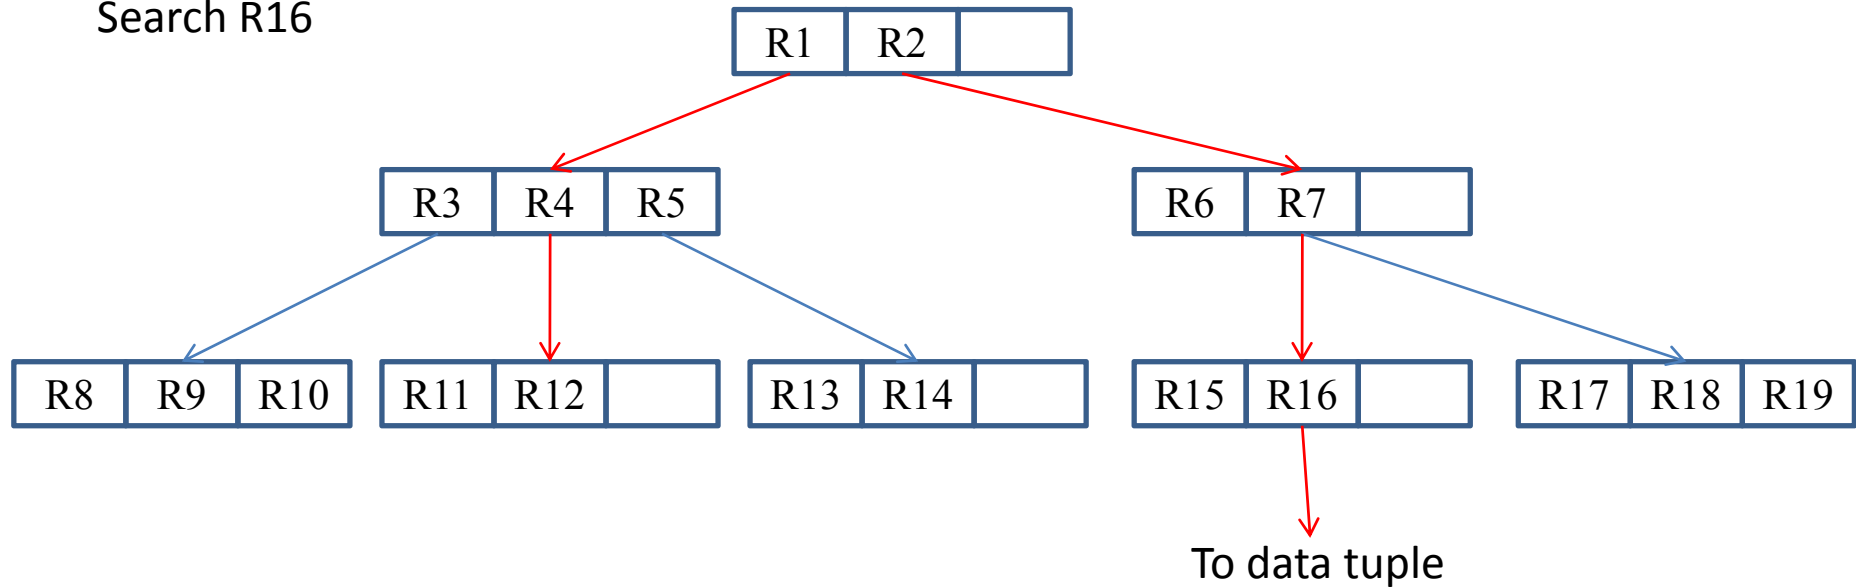 Search R16
R1 R2
R3 R4 R5 R6 R7
R8 R9 R10 R11 R12 R13 R14 R15 R16 R17 R18 R19
To data tuple